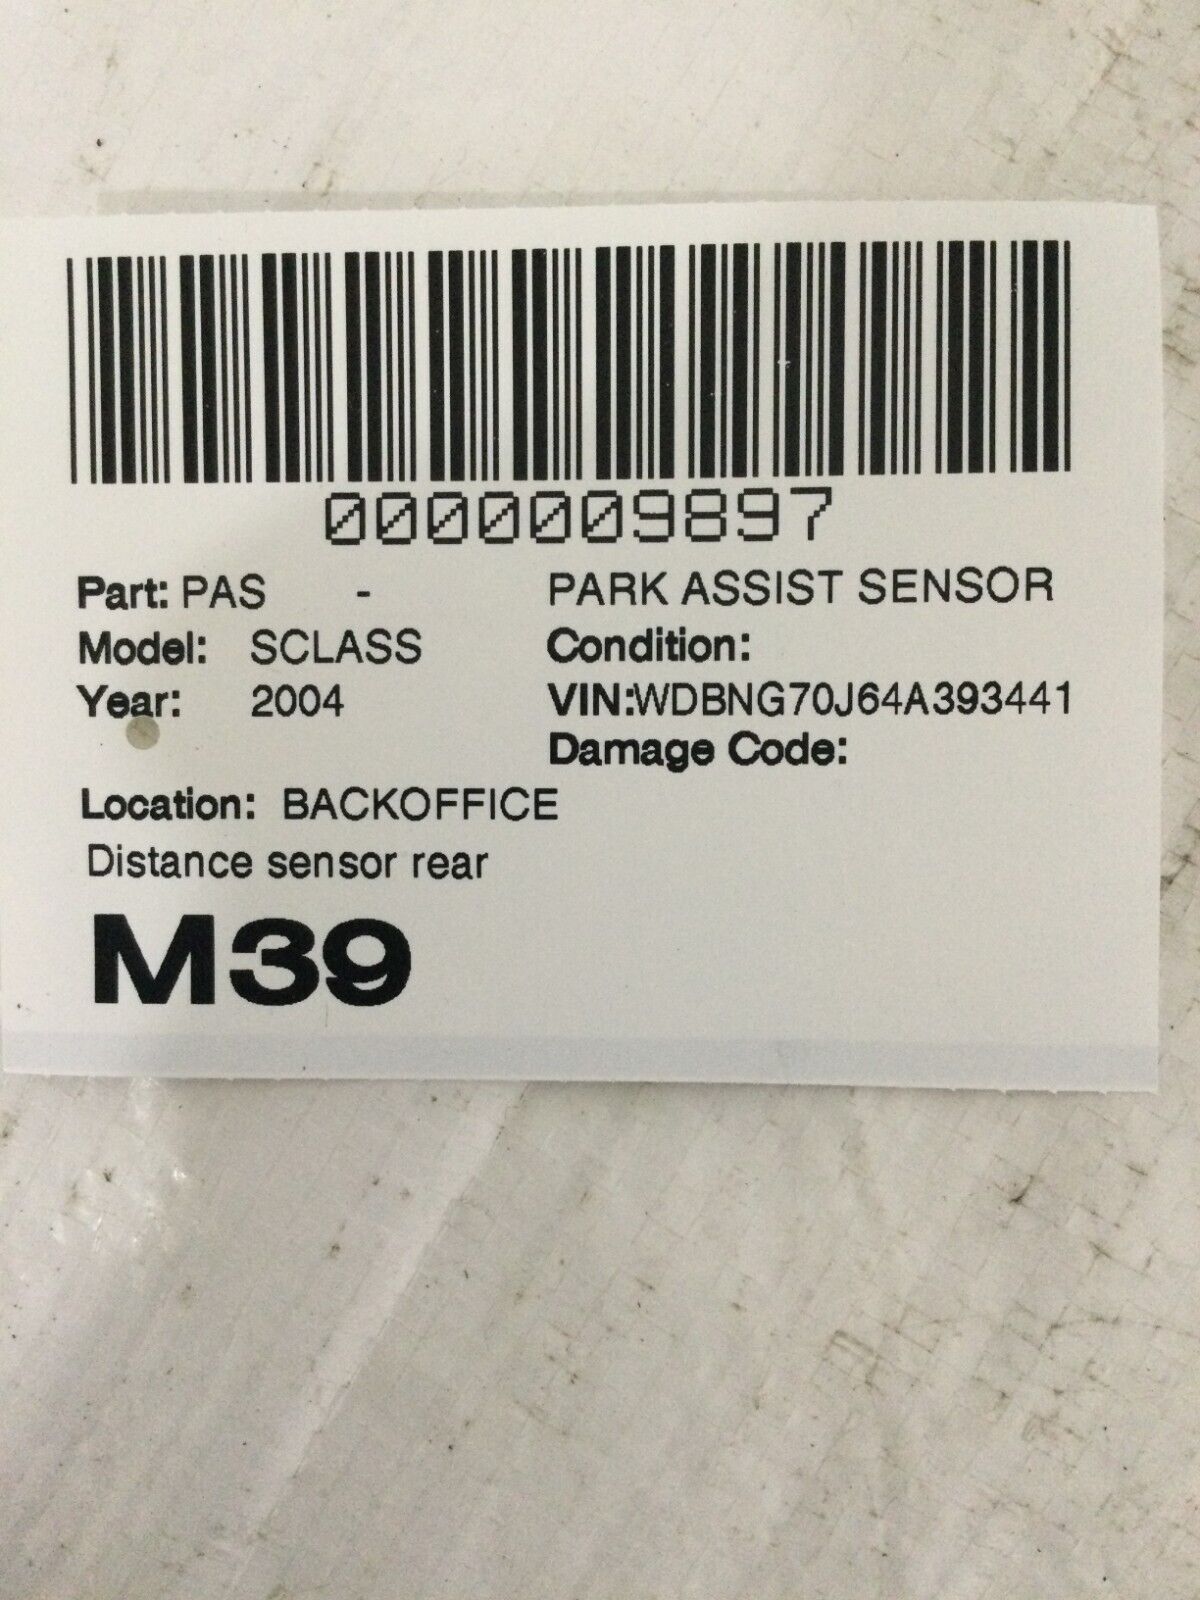 0000009897
Part: PAS - PARK ASSIST SENSOR
Model: SCLASS Condition:
Year: 2004 VIN:WDBNG70J64A393441
Damage Code:
Location: BACKOFFICE
Distance sensor rear
M39